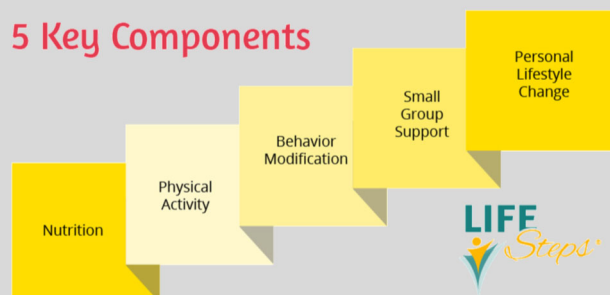 5 Key Components
Nutrition
Physical
Activity
Behavior
Modification
Small
Group
Support
Personal
Lifestyle
Change
LIFE
Steps®